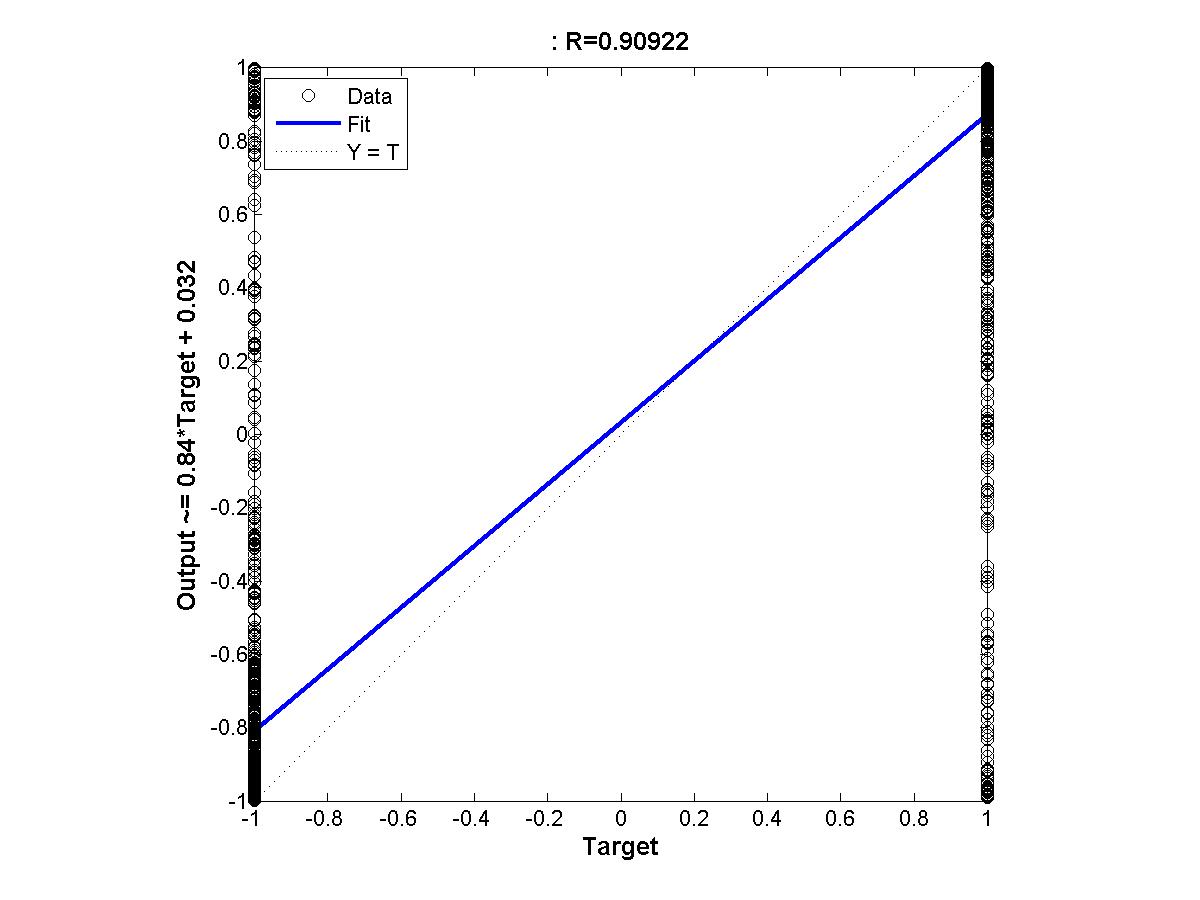 : R=0.90922
Data
Fit
Y = T
Output ~= 0.84*Target + 0.032
1
0.8
0.6
0.4
0.2
0
-0.2
-0.4
-0.6
-0.8
-1
-1 -0.8 -0.6 -0.4 -0.2 0 0.2 0.4 0.6 0.8 1
Target